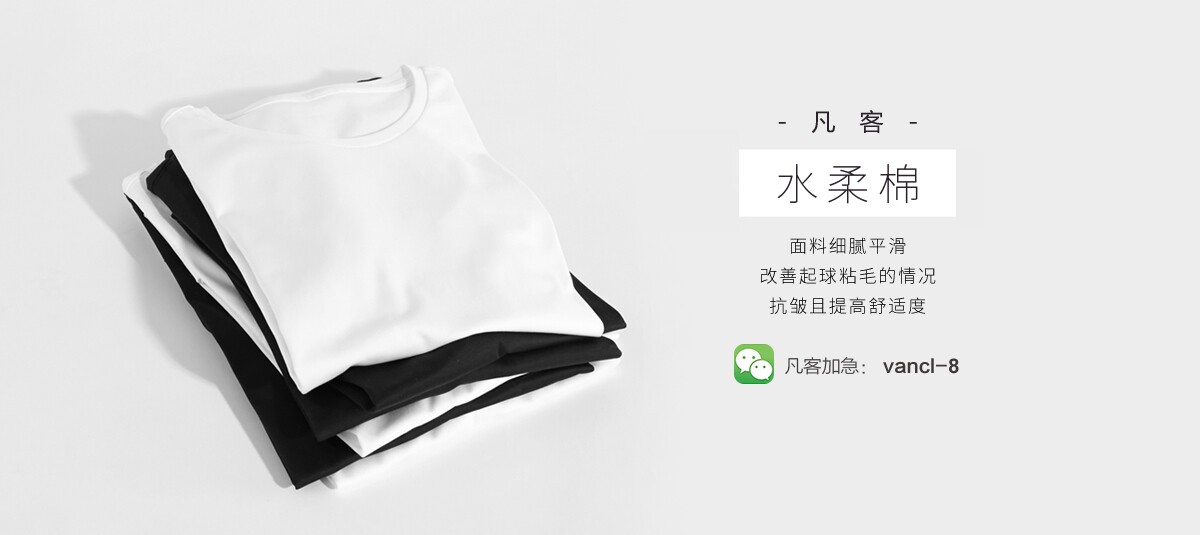 - 凡 客 -
水柔棉
面料细腻平滑
改善起球粘毛的情况
抗皱且提高舒适度
凡客加急： vancl-8